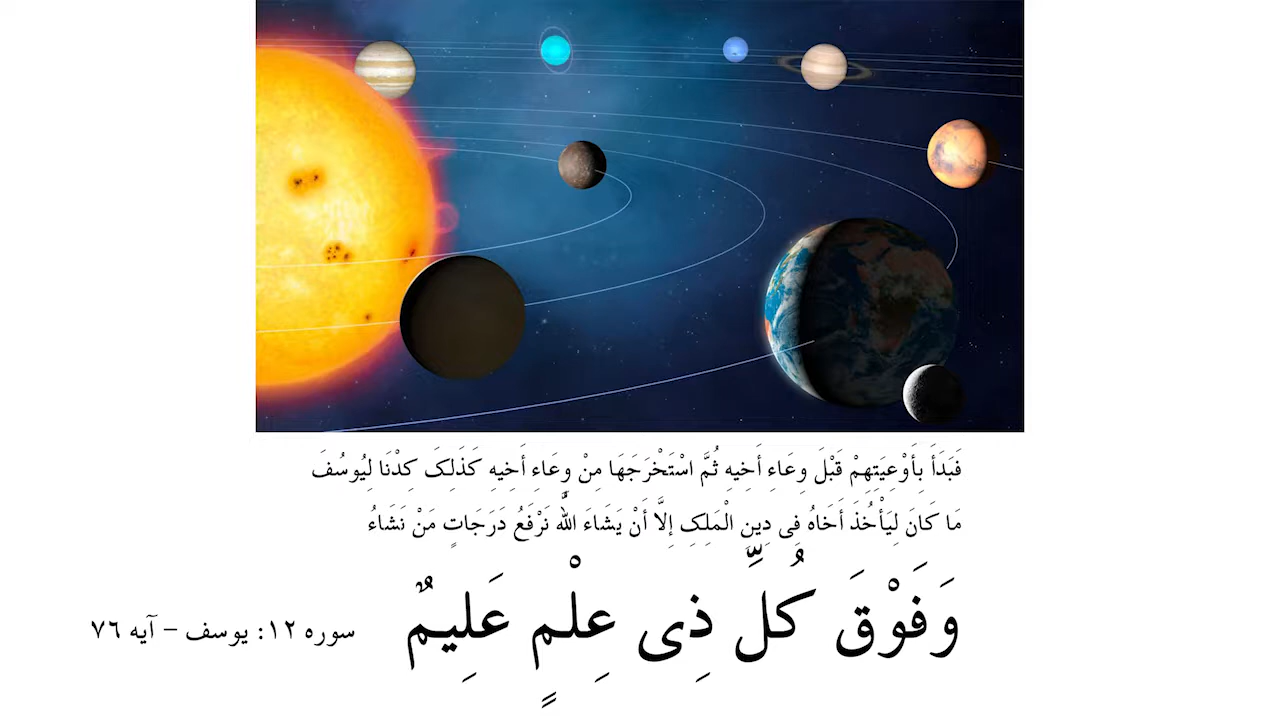 فَبَدَأَ بِأَوْعِيَتِهِمْ قَبْلَ وِعَاءِ أَخِيهِ ثُمَّ اسْتَخْرَجَهَا مِنْ وِعَاءِ أَخِيهِ كَذَلِكَ كِدْنَا لِيُوسُفَ
مَا كَانَ لِيَأْخُذَ أَخَاهُ فِی دِينِ الْمَلِكِ إِلَّا أَنْ يَشَاءَ اللَّهُ نَرْفَعُ دَرَجَاتٍ مَنْ نَشَاءُ
وَفَوْقَ كُلِّ ذِی عِلْمٍ عَلِيمٌ
سوره ۱۲: یوسف – آیه ۷۶